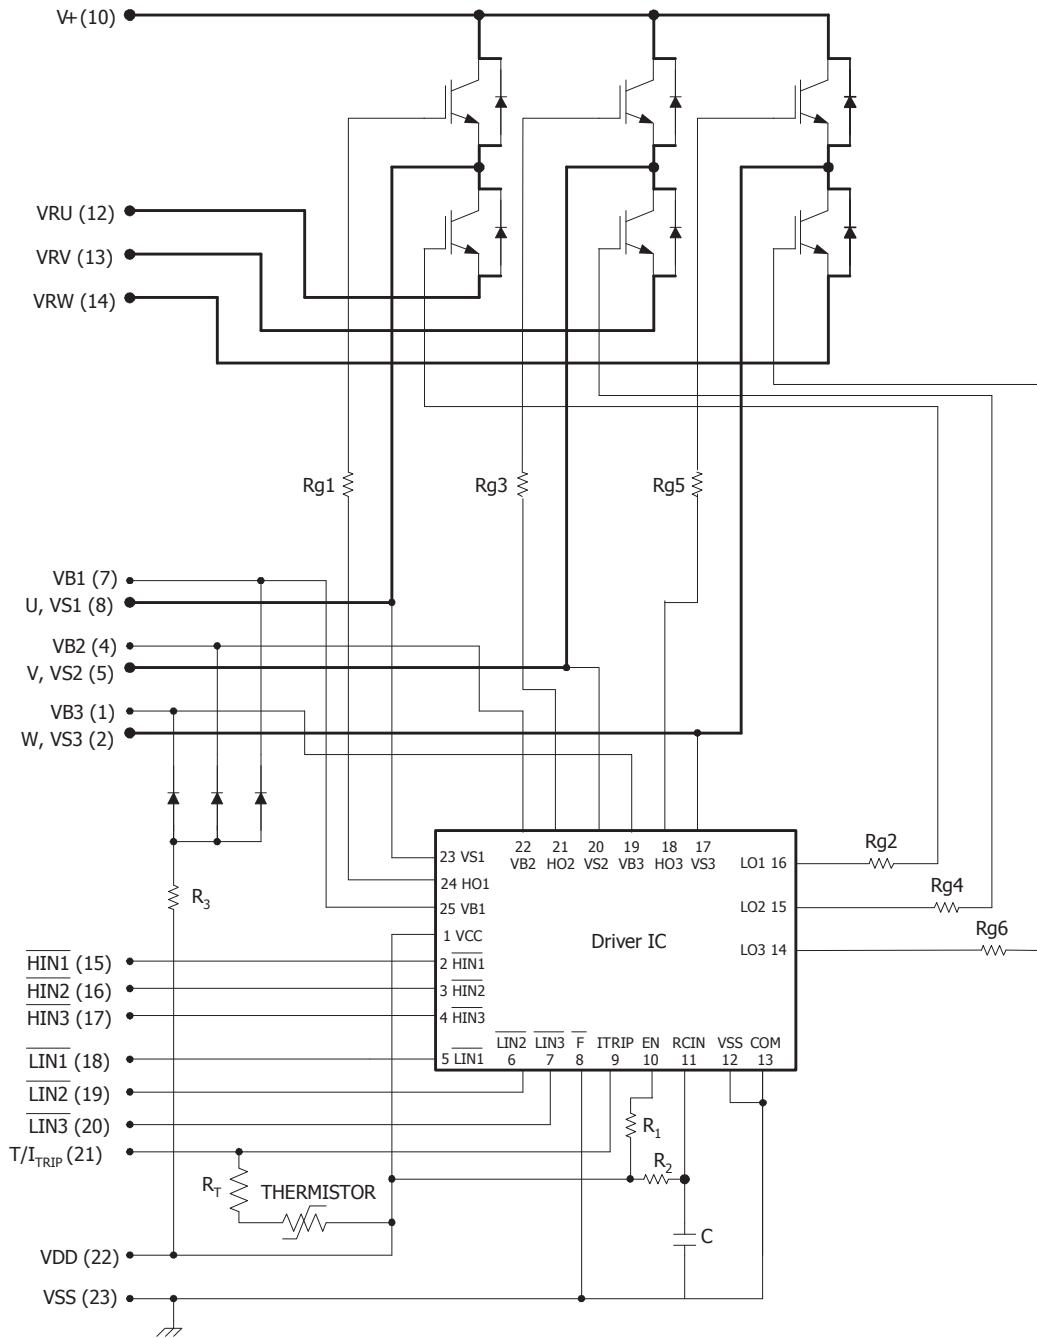 V+ (10)
VRU (12)
VRV (13)
VRW (14)
Rg1
Rg3
Rg5
VB1 (7)
U, VS1 (8)
VB2 (4)
V, VS2 (5)
VB3 (1)
W, VS3 (2)
22 21 20 19 18 17
VB2 HO2 VS2 VB3 HO3 VS3
23 VS1
24 HO1
25 VB1
1 VCC
2 HIN1
3 HIN2
4 HIN3
5 LIN1
Driver IC
LO1 16
LO2 15
LO3 14
Rg2
Rg4
Rg6
R3
HIN1 (15)
HIN2 (16)
HIN3 (17)
LIN1 (18)
LIN2 (19)
LIN3 (20)
T/ITRIP (21)
LIN2 LIN3 F ITRIP EN RCIN VSS COM
6 7 8 9 10 11 12 13
R1
R2
RT
THERMISTOR
C
VDD (22)
VSS (23)